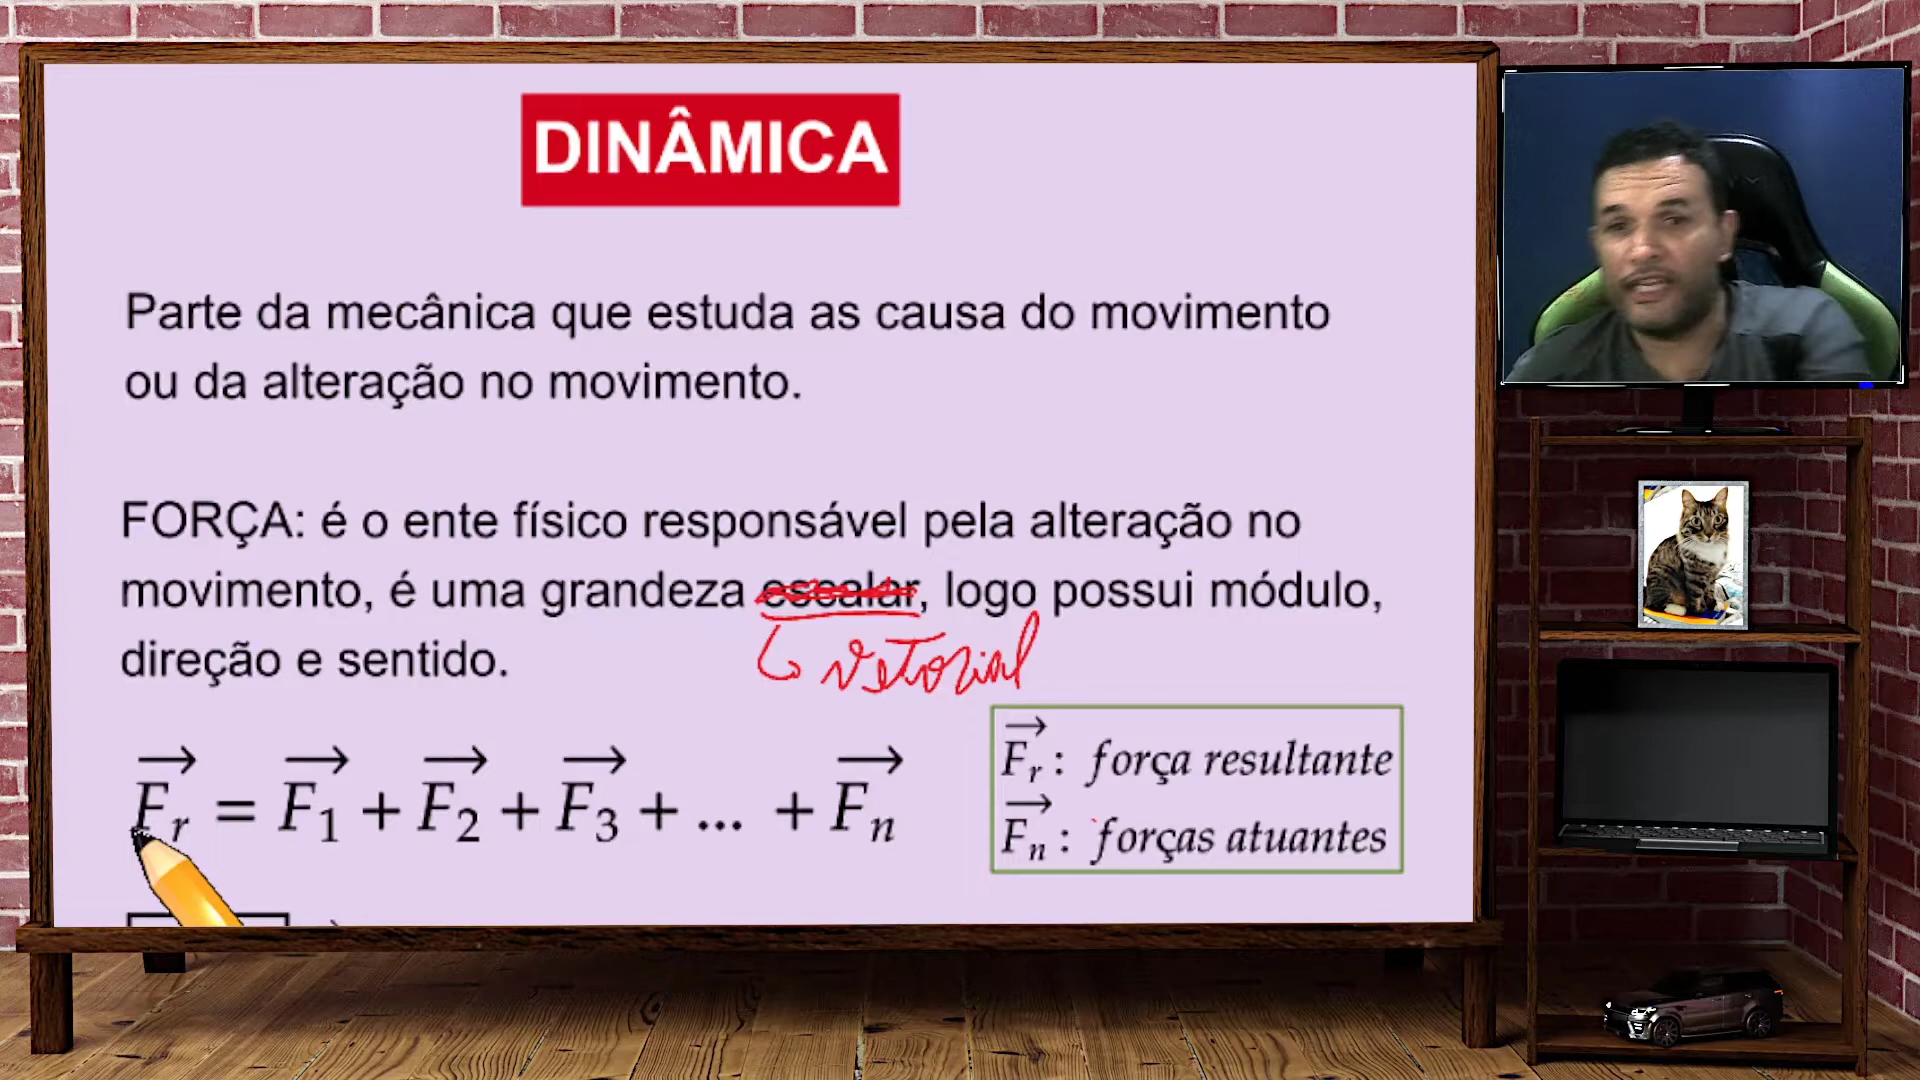 DINÂMICA
Parte da mecânica que estuda as causa do movimento
ou da alteração no movimento.
FORÇA: é o ente físico responsável pela alteração no
movimento, é uma grandeza escalar, logo possui módulo,
vetorial
direção e sentido.
F⃗r = F⃗1 + F⃗2 + F⃗3 + ... + F⃗n
F⃗r : força resultante
F⃗n : forças atuantes